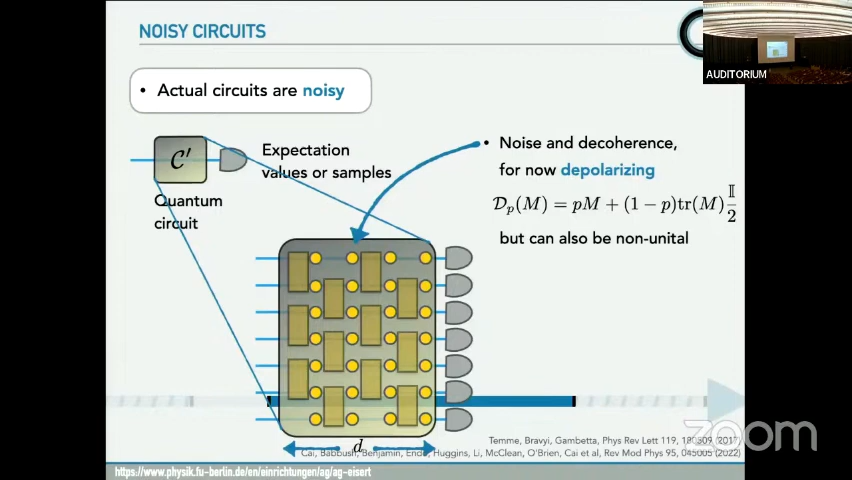 NOISY CIRCUITS
AUDITORIUM
• Actual circuits are noisy
C′
Expectation
values or samples
Quantum
circuit
• Noise and decoherence,
for now depolarizing
𝒟ₚ(M) = pM + (1 − p)tr(M) 𝕀/2
but can also be non-unital
d
Temme, Bravyi, Gambetta, Phys Rev Lett 119, 180509 (2017)
Cai, Babbush, Benjamin, Endo, Huggins, Li, McClean, O'Brien, Cai et al, Rev Mod Phys 95, 045005 (2022)
zoom
https://www.physik.fu-berlin.de/en/einrichtungen/ag/ag-eisert